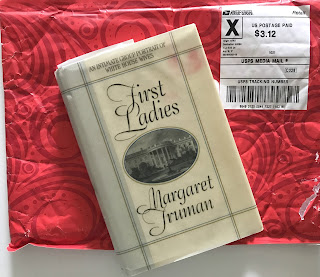 AN INTIMATE GROUP PORTRAIT OF
WHITE HOUSE WIVES
First
Ladies
Margaret
Truman
X
US POSTAGE PAID
$3.12
USPS MEDIA MAIL ®
C023
USPS TRACKING NUMBER